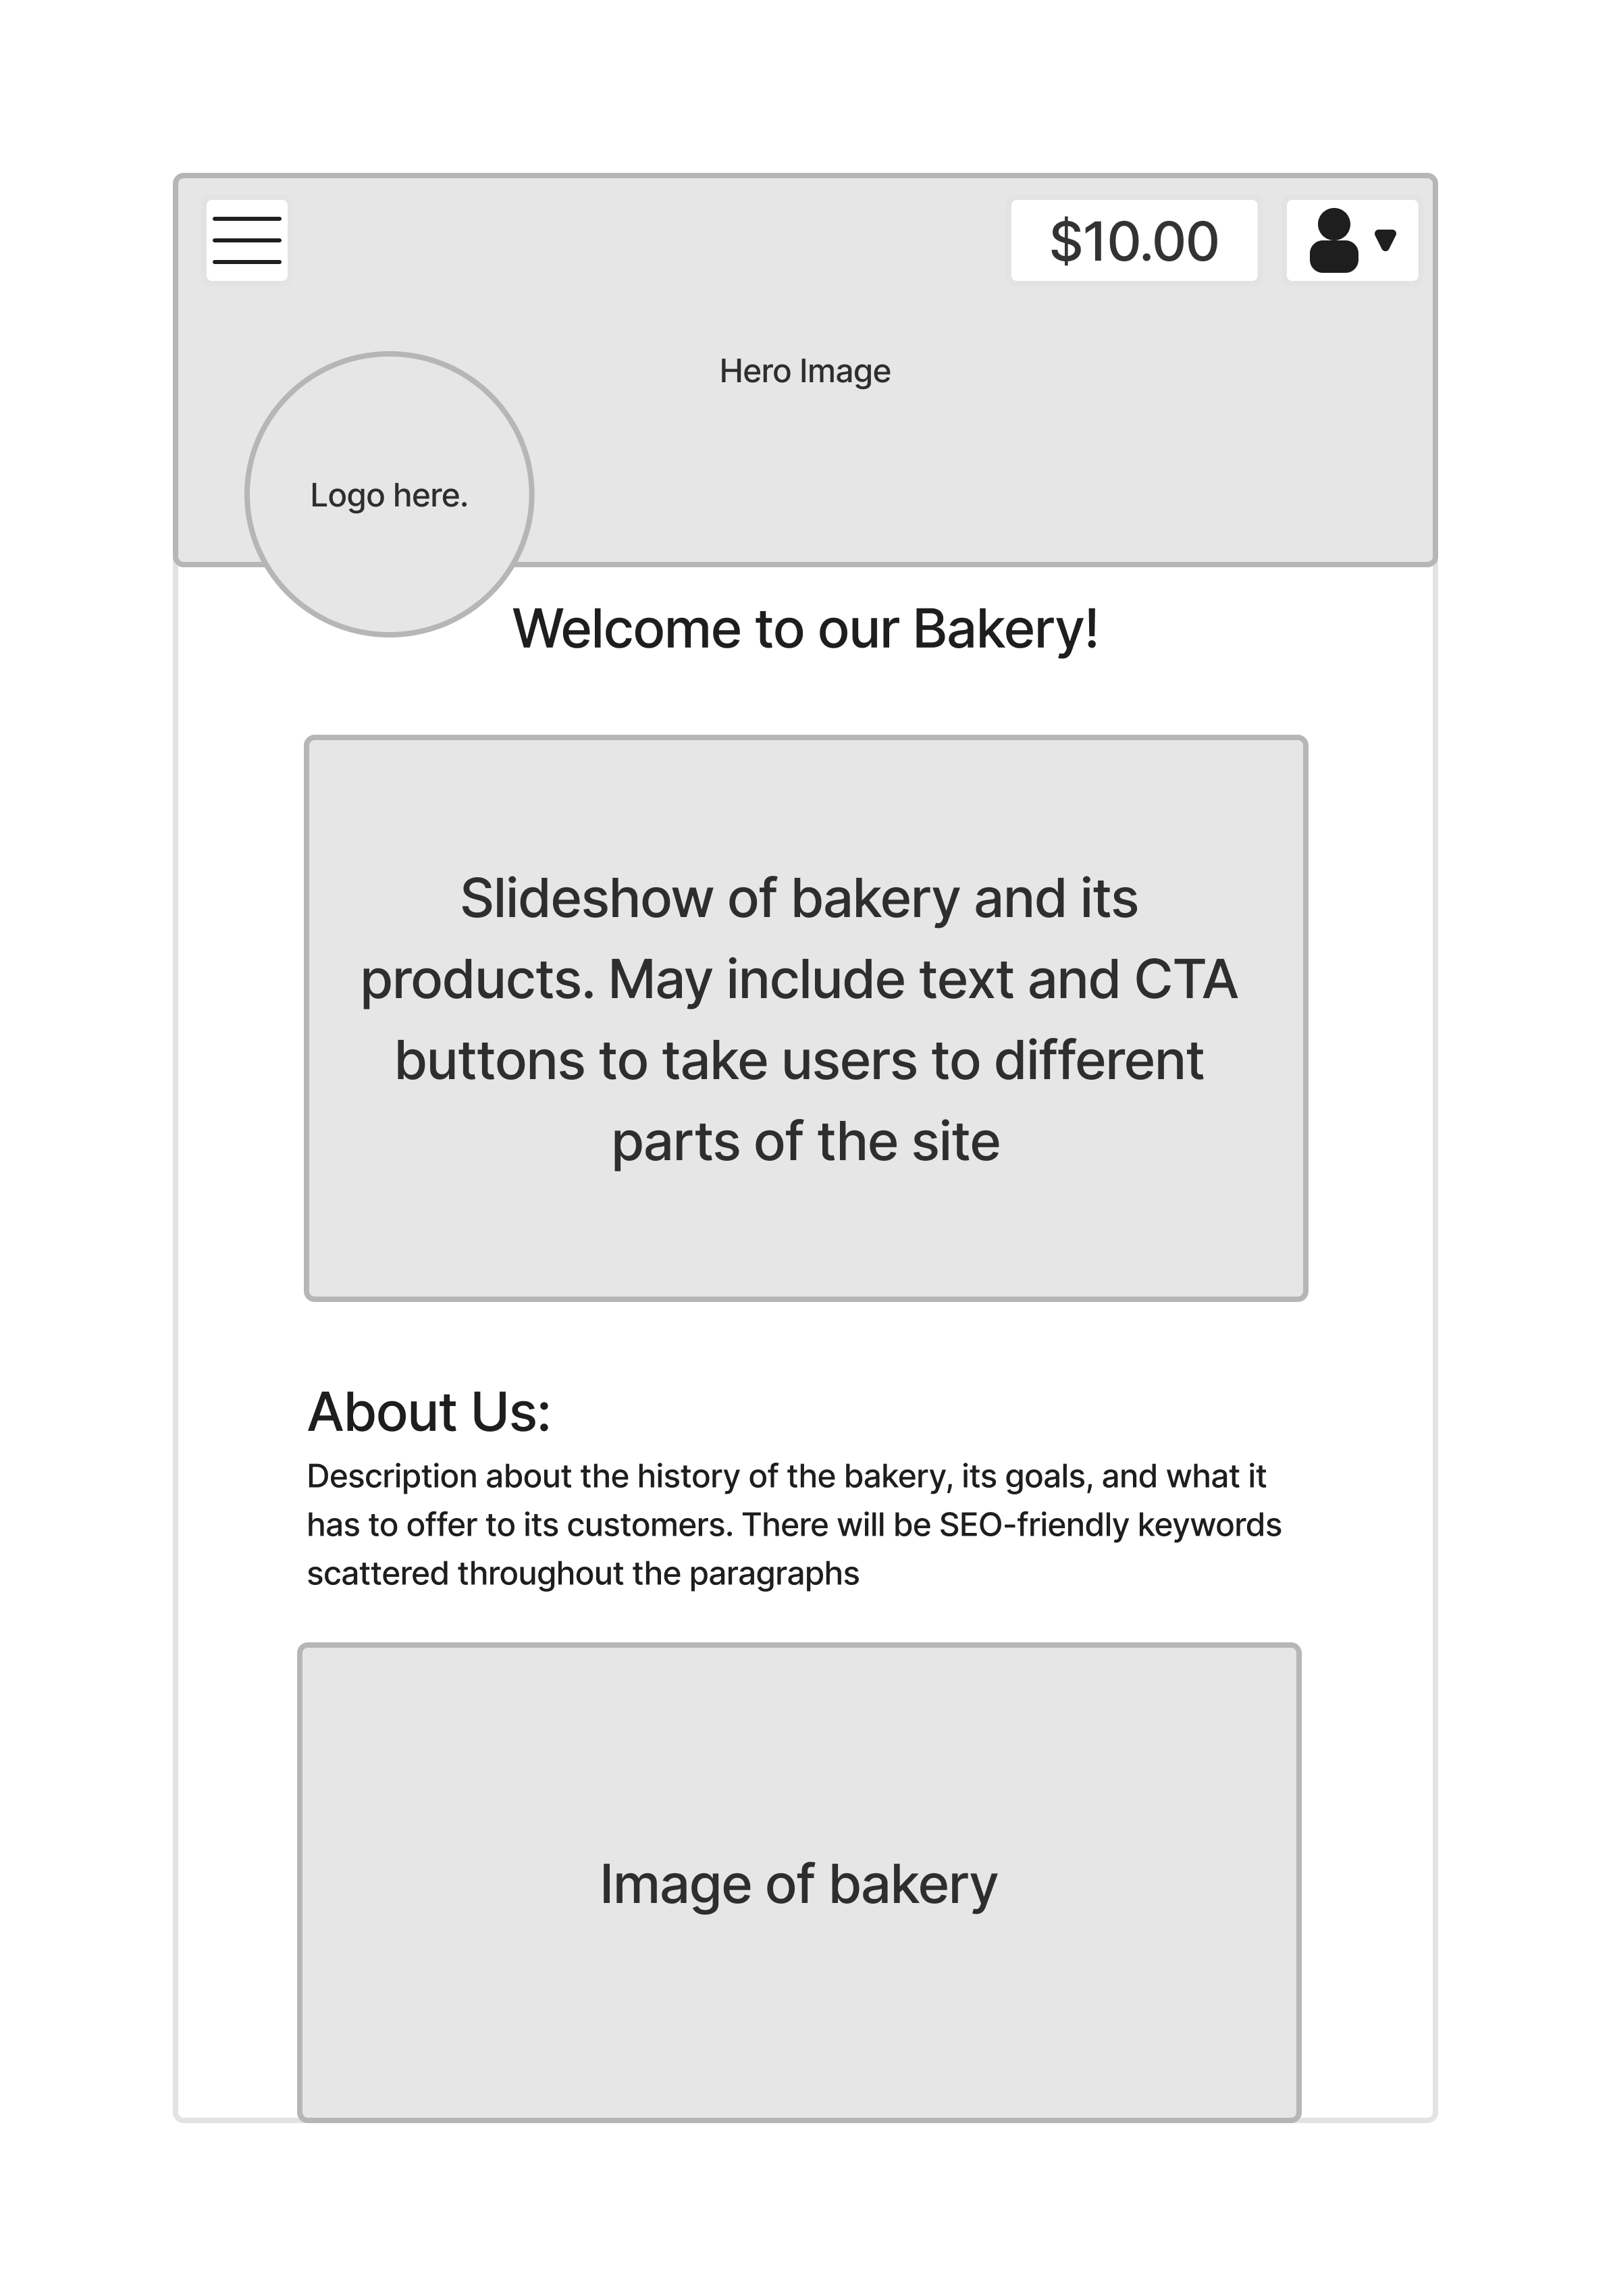 $10.00
Hero Image
Logo here.
Welcome to our Bakery!
Slideshow of bakery and its
products. May include text and CTA
buttons to take users to different
parts of the site
About Us:
Description about the history of the bakery, its goals, and what it
has to offer to its customers. There will be SEO-friendly keywords
scattered throughout the paragraphs
Image of bakery